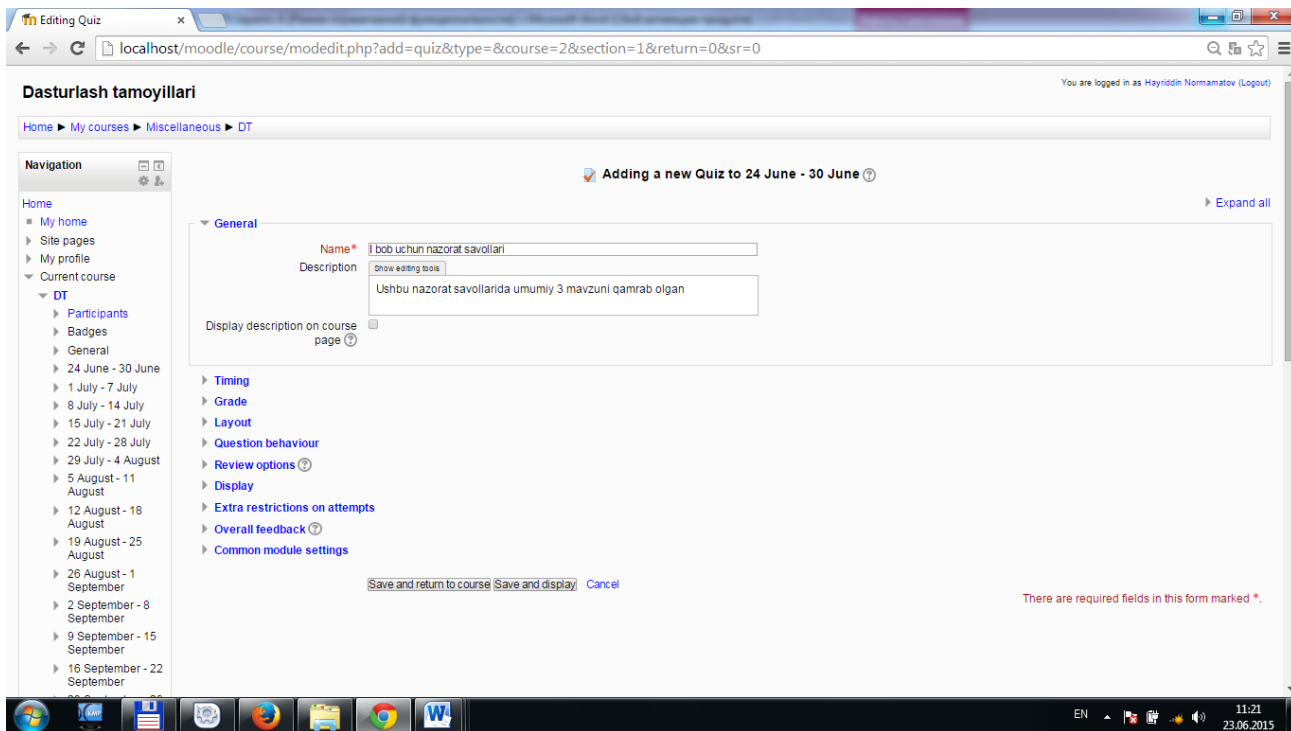 Editing Quiz
localhost/moodle/course/modedit.php?add=quiz&type=&course=2&section=1&return=0&sr=0
Dasturlash tamoyillari
You are logged in as Hayriddin Normamatov (Logout)
Home ► My courses ► Miscellaneous ► DT
Navigation
Home
My home
Site pages
My profile
Current course
DT
Participants
Badges
General
24 June - 30 June
1 July - 7 July
8 July - 14 July
15 July - 21 July
22 July - 28 July
29 July - 4 August
5 August - 11
August
12 August - 18
August
19 August - 25
August
26 August - 1
September
2 September - 8
September
9 September - 15
September
16 September - 22
September
Adding a new Quiz to 24 June - 30 June
Expand all
General
Name*
I bob uchun nazorat savollari
Description
Show editing tools
Ushbu nazorat savollarida umumiy 3 mavzuni qamrab olgan
Display description on course
page
Timing
Grade
Layout
Question behaviour
Review options
Display
Extra restrictions on attempts
Overall feedback
Common module settings
Save and return to course Save and display Cancel
There are required fields in this form marked *.
EN
11:21
23.06.2015